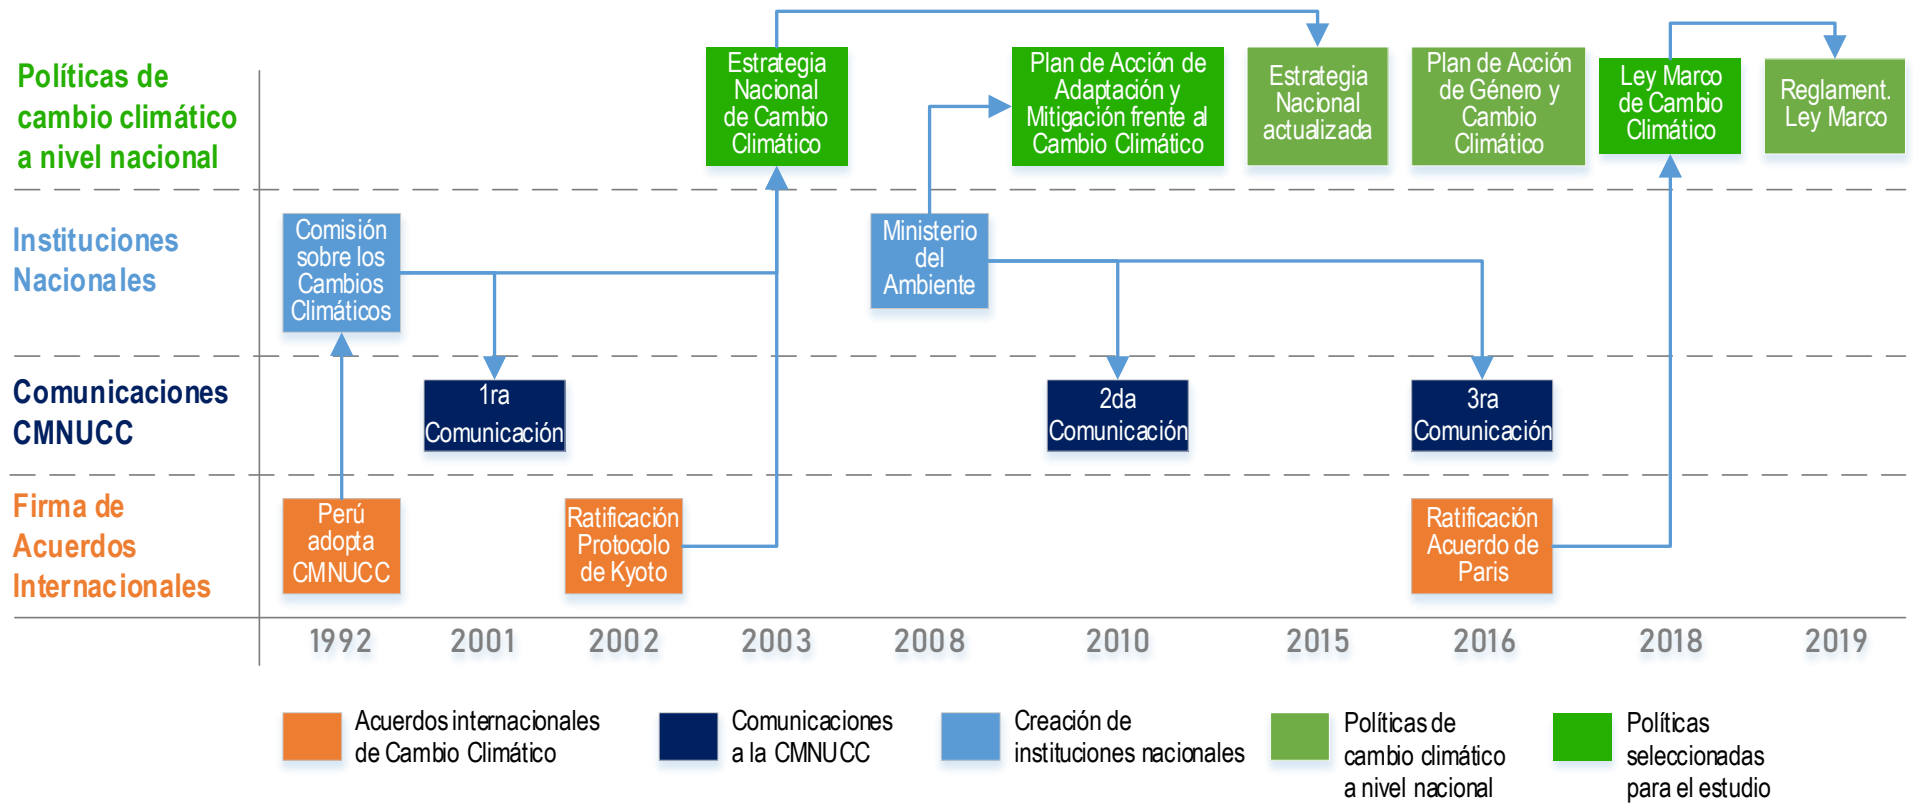 Políticas de
cambio climático
a nivel nacional
Estrategia
Nacional
de Cambio
Climático
Plan de Acción de
Adaptación y
Mitigación frente al
Cambio Climático
Estrategia
Nacional
actualizada
Plan de Acción
de Género y
Cambio
Climático
Ley Marco
de Cambio
Climático
Reglament.
Ley Marco
Instituciones
Nacionales
Comisión
sobre los
Cambios
Climáticos
Ministerio
del
Ambiente
Comunicaciones
CMNUCC
1ra
Comunicación
2da
Comunicación
3ra
Comunicación
Firma de
Acuerdos
Internacionales
Perú
adopta
CMNUCC
Ratificación
Protocolo
de Kyoto
Ratificación
Acuerdo de
Paris
1992
2001
2002
2003
2008
2010
2015
2016
2018
2019
Acuerdos internacionales
de Cambio Climático
Comunicaciones
a la CMNUCC
Creación de
instituciones nacionales
Políticas de
cambio climático
a nivel nacional
Políticas
seleccionadas
para el estudio